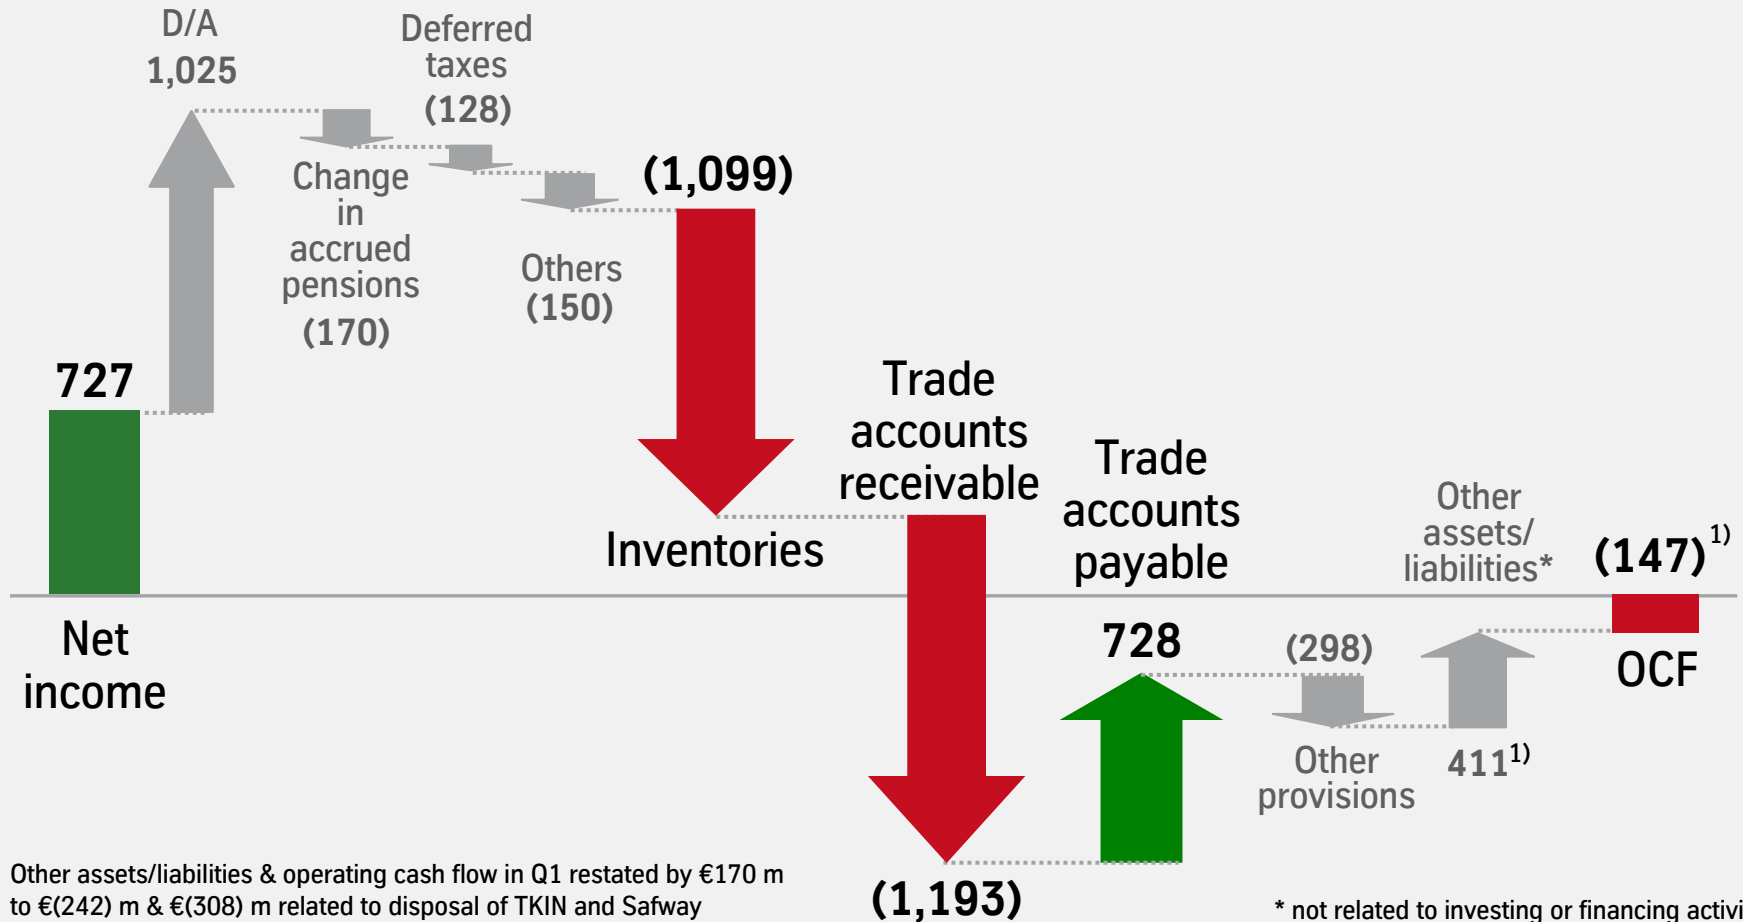 D/A
1,025
Deferred
taxes
(128)
Change
in
accrued
pensions
(170)
Others
(150)
(1,099)
Inventories
727
Net
income
Trade
accounts
receivable
(1,193)
Trade
accounts
payable
728
(298)
Other
provisions
Other
assets/
liabilities*
411 1)
(147) 1)
OCF
Other assets/liabilities & operating cash flow in Q1 restated by €170 m
to €(242) m & €(308) m related to disposal of TKIN and Safway
* not related to investing or financing activi